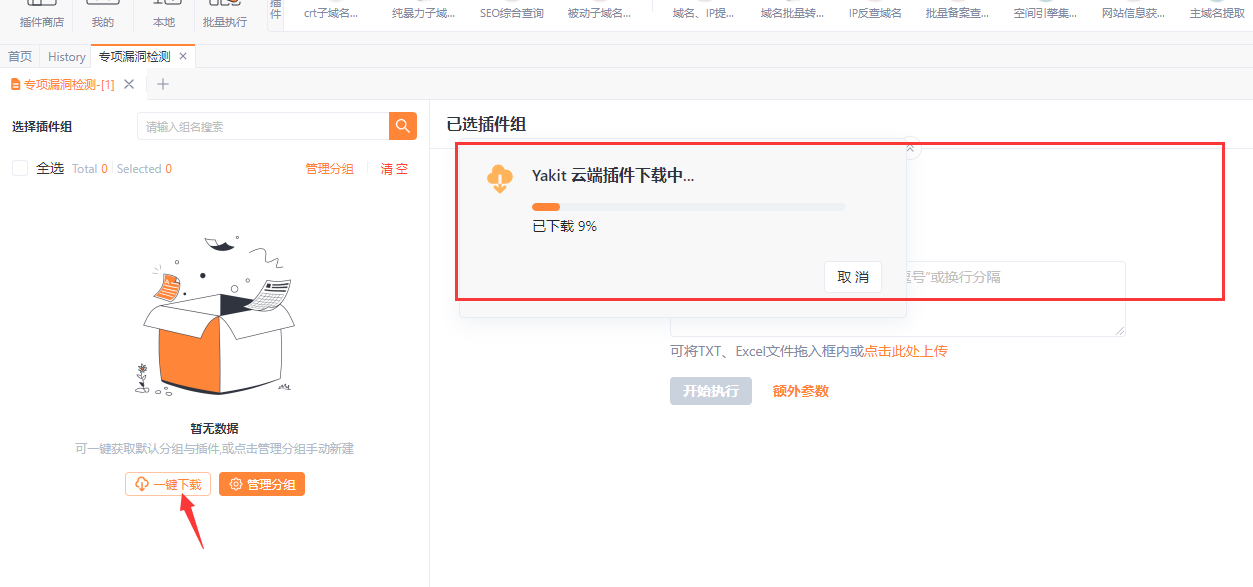 插件商店 我的 本地 批量执行 插件 crt子域名... 纯暴力子域... SEO综合查询 被动子域名... 域名、IP提... 域名批量转... IP反查域名 批量备案查... 空间引擎集... 网站信息获... 主域名提取
首页 History 专项漏洞检测 ×
专项漏洞检测-[1] × +
选择插件组 请输入组名搜索
全选 Total 0 Selected 0 管理分组 清 空
暂无数据
可一键获取默认分组与插件,或点击管理分组手动新建
一键下载 管理分组
已选插件组
Yakit 云端插件下载中...
已下载 9%
取 消
号"或换行分隔
可将TXT、Excel文件拖入框内或点击此处上传
开始执行 额外参数